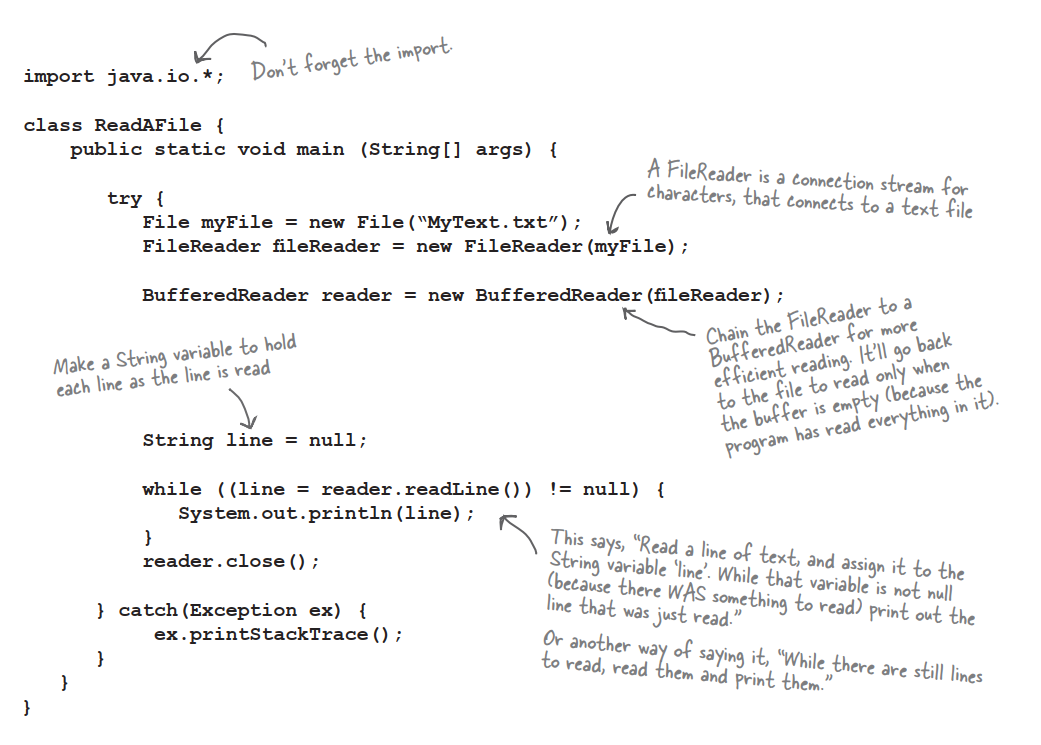 import java.io.*;
Don't forget the import.
class ReadAFile {
public static void main (String[] args) {
try {
File myFile = new File(“MyText.txt”);
FileReader fileReader = new FileReader(myFile);
A FileReader is a connection stream for
characters, that connects to a text file
BufferedReader reader = new BufferedReader(fileReader);
Chain the FileReader to a
BufferedReader for more
efficient reading. It'll go back
to the file to read only when
the buffer is empty (because the
program has read everything in it).
Make a String variable to hold
each line as the line is read
String line = null;
while ((line = reader.readLine()) != null) {
System.out.println(line);
}
reader.close();
This says, “Read a line of text, and assign it to the
String variable ‘line’. While that variable is not null
(because there WAS something to read) print out the
line that was just read.”
Or another way of saying it, “While there are still lines
to read, read them and print them.”
} catch(Exception ex) {
ex.printStackTrace();
}
}
}